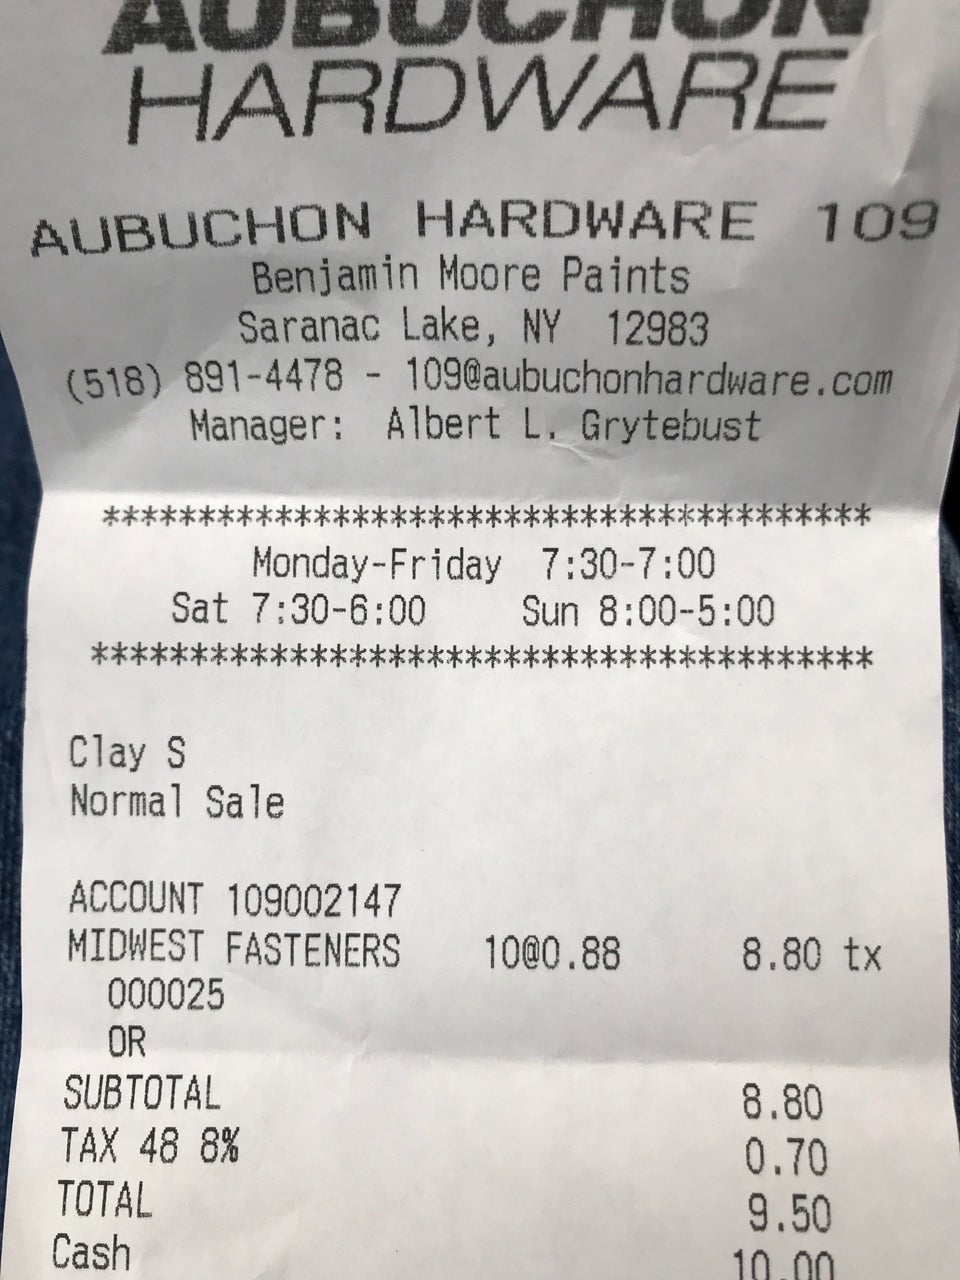 AUBUCHON
HARDWARE
AUBUCHON HARDWARE 109
Benjamin Moore Paints
Saranac Lake, NY 12983
(518) 891-4478 - 109@aubuchonhardware.com
Manager: Albert L. Grytebust
****************************************
Monday-Friday 7:30-7:00
Sat 7:30-6:00 Sun 8:00-5:00
****************************************
Clay S
Normal Sale
ACCOUNT 109002147
MIDWEST FASTENERS 10@0.88 8.80 tx
000025
OR
SUBTOTAL 8.80
TAX 48 8% 0.70
TOTAL 9.50
Cash 10.00